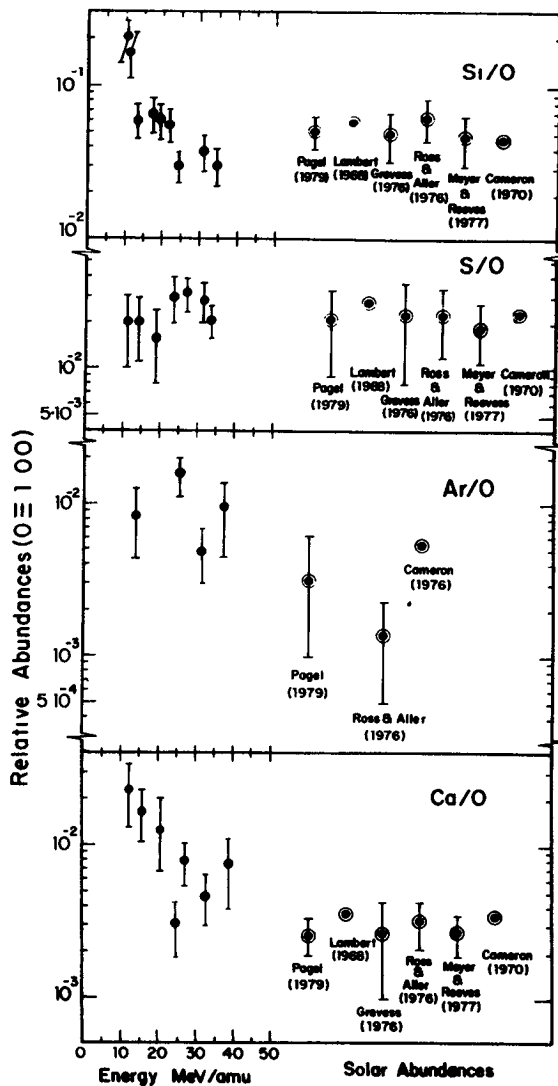 Si/O
10⁻¹
10⁻²
Pagel
(1979)
Lambert
(1968)
Grevess
(1976)
Ross
&
Aller
(1976)
Meyer
&
Reeves
(1977)
Cameron
(1970)
S/O
10⁻²
5·10⁻³
Pagel
(1979)
Lambert
(1968)
Grevess
(1976)
Ross
&
Aller
(1976)
Meyer
&
Reevess
(1977)
Cameron
(1970)
Relative Abundances (O≡1 00)
Ar/O
10⁻²
10⁻³
5 10⁻⁴
Pagel
(1979)
Ross & Aller
(1976)
Cameron
(1976)
Ca/O
10⁻²
10⁻³
Pagel
(1979)
Lambert
(1968)
Grevess
(1976)
Ross
&
Aller
(1976)
Meyer
&
Reeves
(1977)
Cameron
(1970)
0 10 20 30 40 50
Energy MeV/amu
Solar Abundances